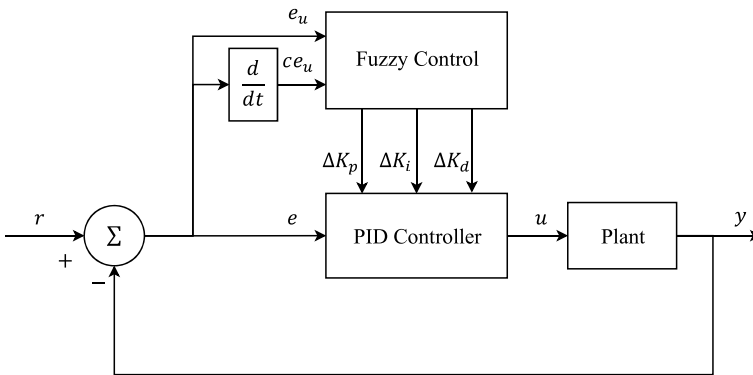 e_u
d/dt
ce_u
Fuzzy Control
ΔK_p
ΔK_i
ΔK_d
r
+
−
Σ
e
PID Controller
u
Plant
y